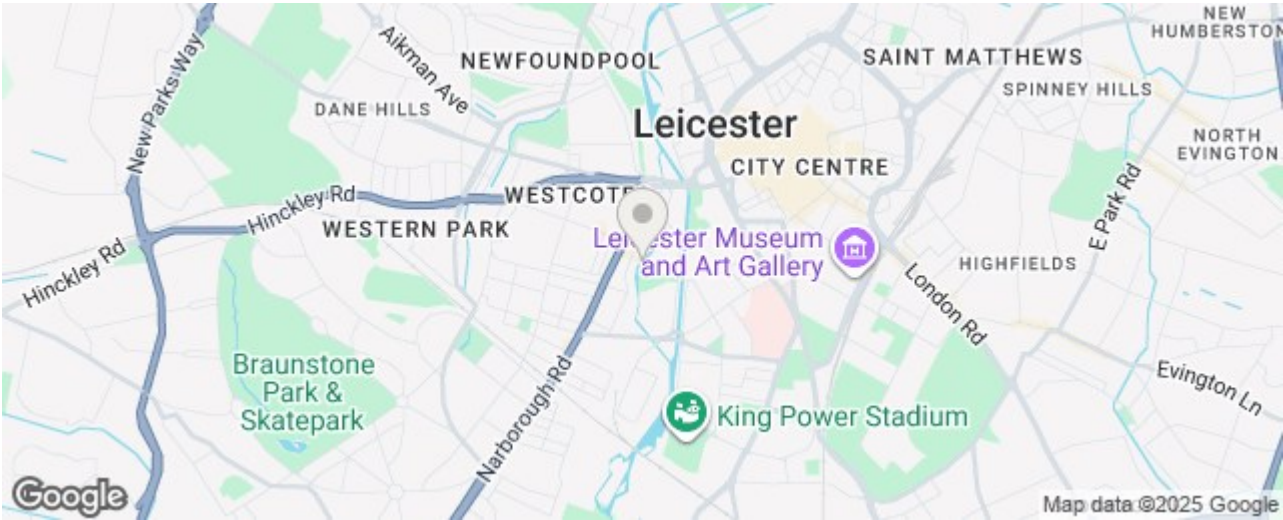 NEW
HUMBERSTON
New Parks Way
Aikman Ave
NEWFOUNDPOOL
SAINT MATTHEWS
SPINNEY HILLS
DANE HILLS
Leicester
NORTH
EVINGTON
CITY CENTRE
E Park Rd
Hinckley Rd
WESTCOTE
WESTERN PARK
Leicester Museum
and Art Gallery
HIGHFIELDS
Hinckley Rd
London Rd
Braunstone
Park &
Skatepark
Narborough Rd
Evington Ln
King Power Stadium
Google
Map data ©2025 Google